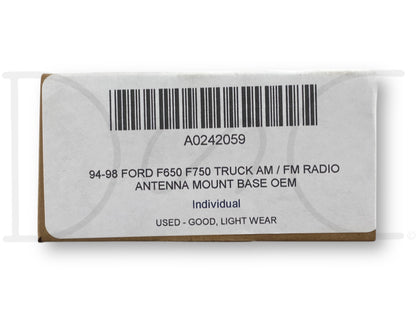 A0242059
94-98 FORD F650 F750 TRUCK AM / FM RADIO
ANTENNA MOUNT BASE OEM
Individual
USED - GOOD, LIGHT WEAR